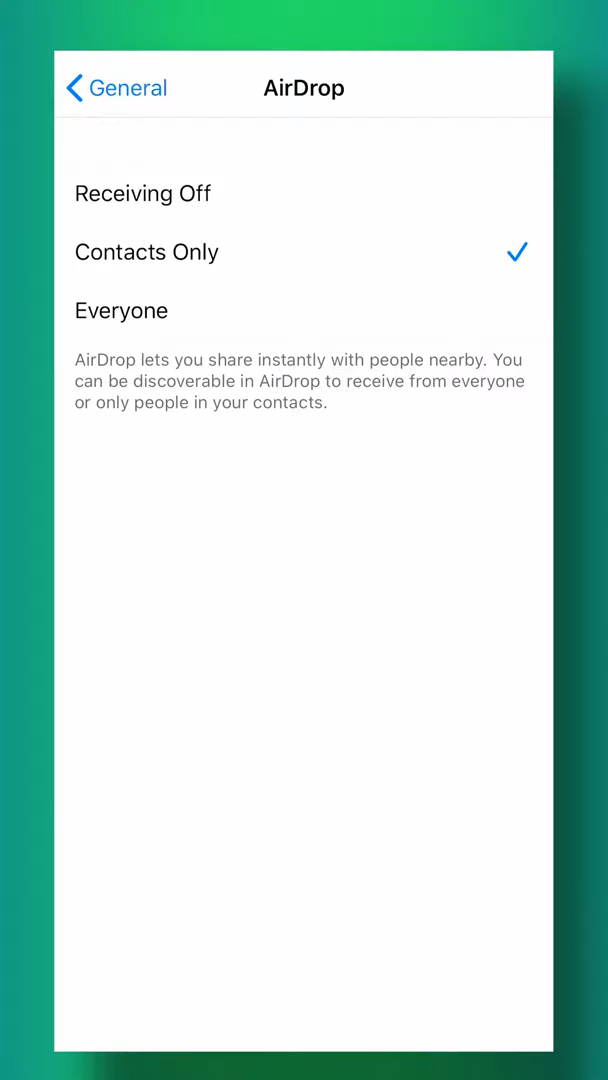 General
AirDrop
Receiving Off
Contacts Only
Everyone
AirDrop lets you share instantly with people nearby. You
can be discoverable in AirDrop to receive from everyone
or only people in your contacts.